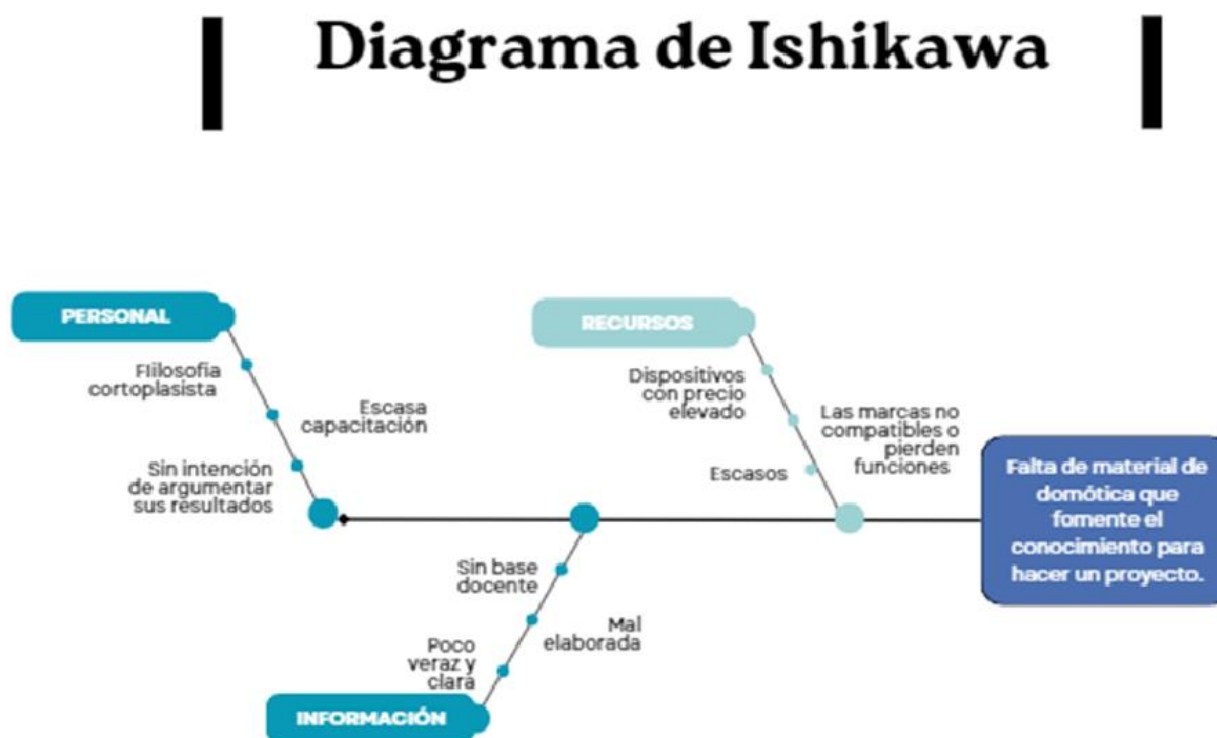 Diagrama de Ishikawa
PERSONAL
FIilosofia
cortoplasista
Escasa
capacitación
Sin intención
de argumentar
sus resultados
RECURSOS
Dispositivos
con precio
elevado
Las marcas no
compatibles o
pierden
funciones
Escasos
Falta de material de
domótica que
fomente el
conocimiento para
hacer un proyecto.
Sin base
docente
Mal
elaborada
Poco
veraz y
clara
INFORMACIÓN